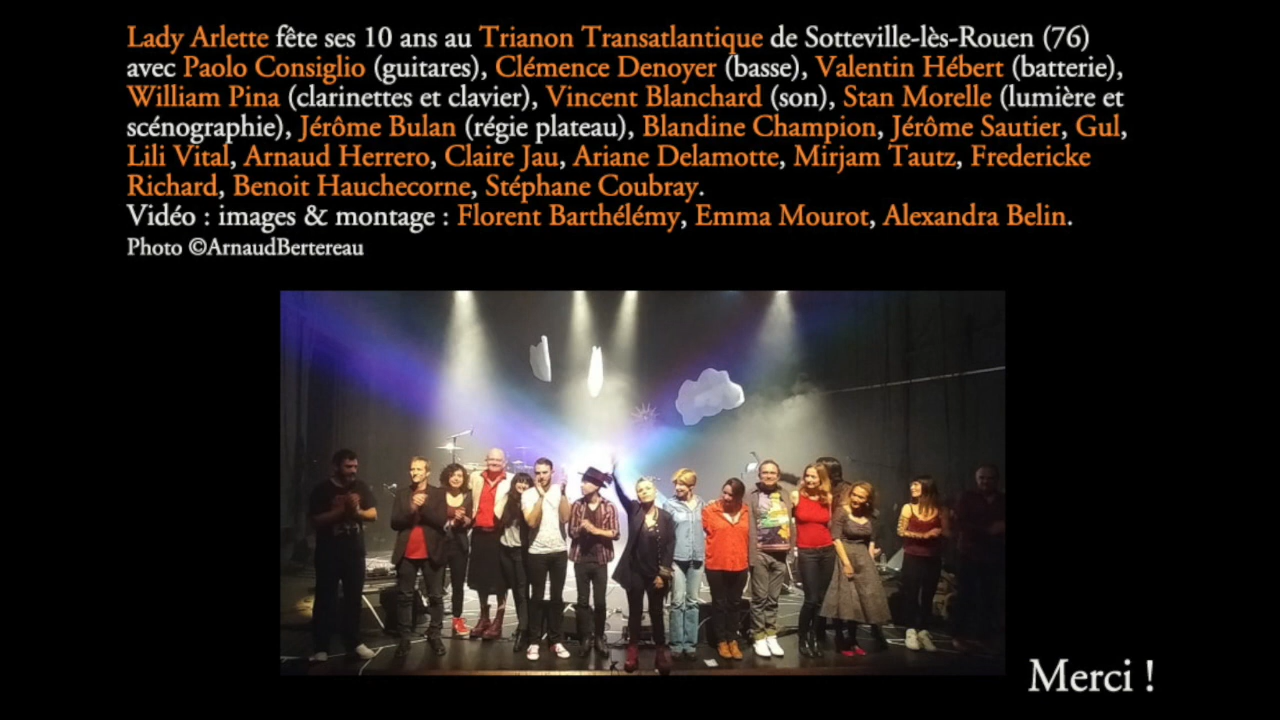 Lady Arlette fête ses 10 ans au Trianon Transatlantique de Sotteville-lès-Rouen (76)
avec Paolo Consiglio (guitares), Clémence Denoyer (basse), Valentin Hébert (batterie),
William Pina (clarinettes et clavier), Vincent Blanchard (son), Stan Morelle (lumière et
scénographie), Jérôme Bulan (régie plateau), Blandine Champion, Jérôme Sautier, Gul,
Lili Vital, Arnaud Herrero, Claire Jau, Ariane Delamotte, Mirjam Tautz, Fredericke
Richard, Benoit Hauchecorne, Stéphane Coubray.
Vidéo : images & montage : Florent Barthélémy, Emma Mourot, Alexandra Belin.
Photo ©ArnaudBertereau
Merci !